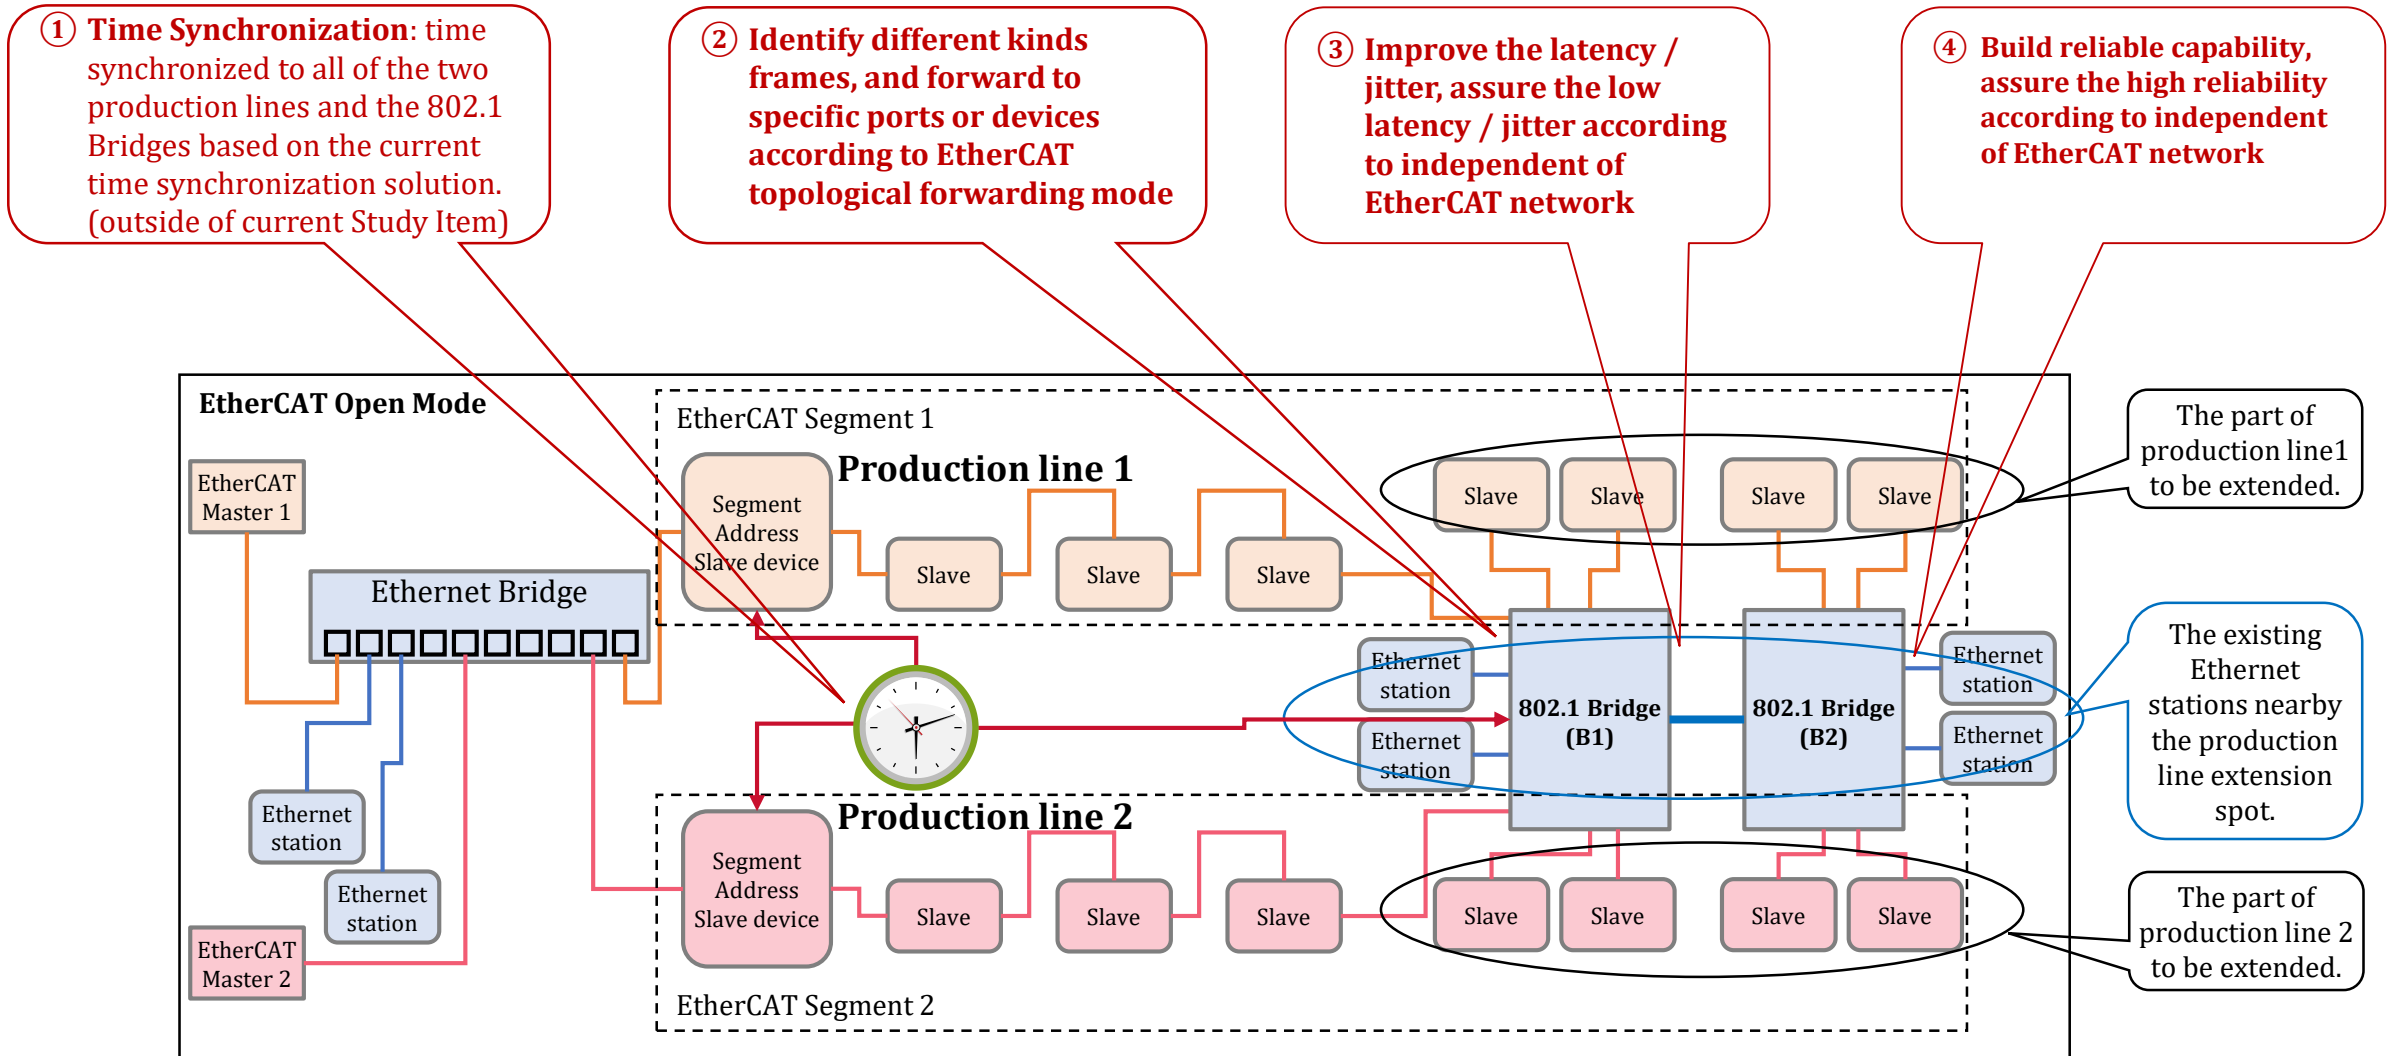 ① Time Synchronization: time
synchronized to all of the two
production lines and the 802.1
Bridges based on the current
time synchronization solution.
(outside of current Study Item)
② Identify different kinds
frames, and forward to
specific ports or devices
according to EtherCAT
topological forwarding mode
③ Improve the latency /
jitter, assure the low
latency / jitter according
to independent of
EtherCAT network
④ Build reliable capability,
assure the high reliability
according to independent
of EtherCAT network
EtherCAT Open Mode
EtherCAT Segment 1
Production line 1
EtherCAT
Master 1
Segment
Address
Slave device
Slave
Slave
Slave
Slave
Slave
Slave
Slave
The part of
production line1
to be extended.
Ethernet Bridge
Ethernet
station
Ethernet
station
802.1 Bridge
(B1)
802.1 Bridge
(B2)
Ethernet
station
Ethernet
station
The existing
Ethernet
stations nearby
the production
line extension
spot.
Ethernet
station
Ethernet
station
EtherCAT
Master 2
Production line 2
Segment
Address
Slave device
Slave
Slave
Slave
Slave
Slave
Slave
Slave
The part of
production line 2
to be extended.
EtherCAT Segment 2